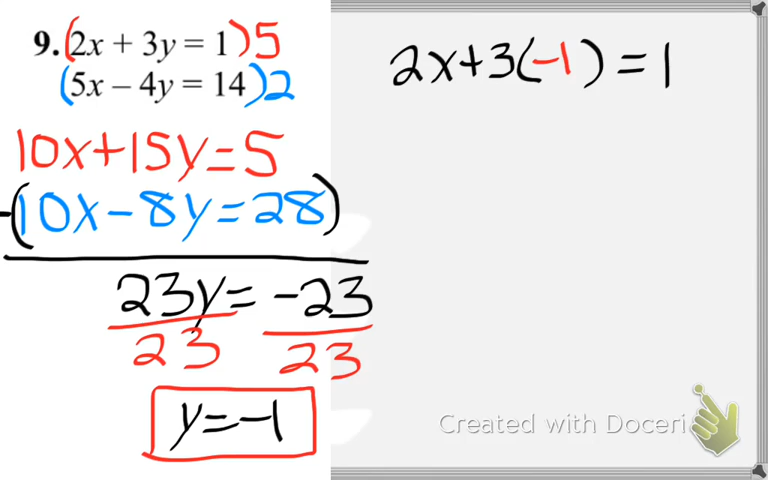 9. (2x + 3y = 1)5
(5x – 4y = 14)2
10x+15y=5
-(10x-8y=28)
23y=-23
23 23
y=-1
2x+3(-1)=1
Created with Doceri